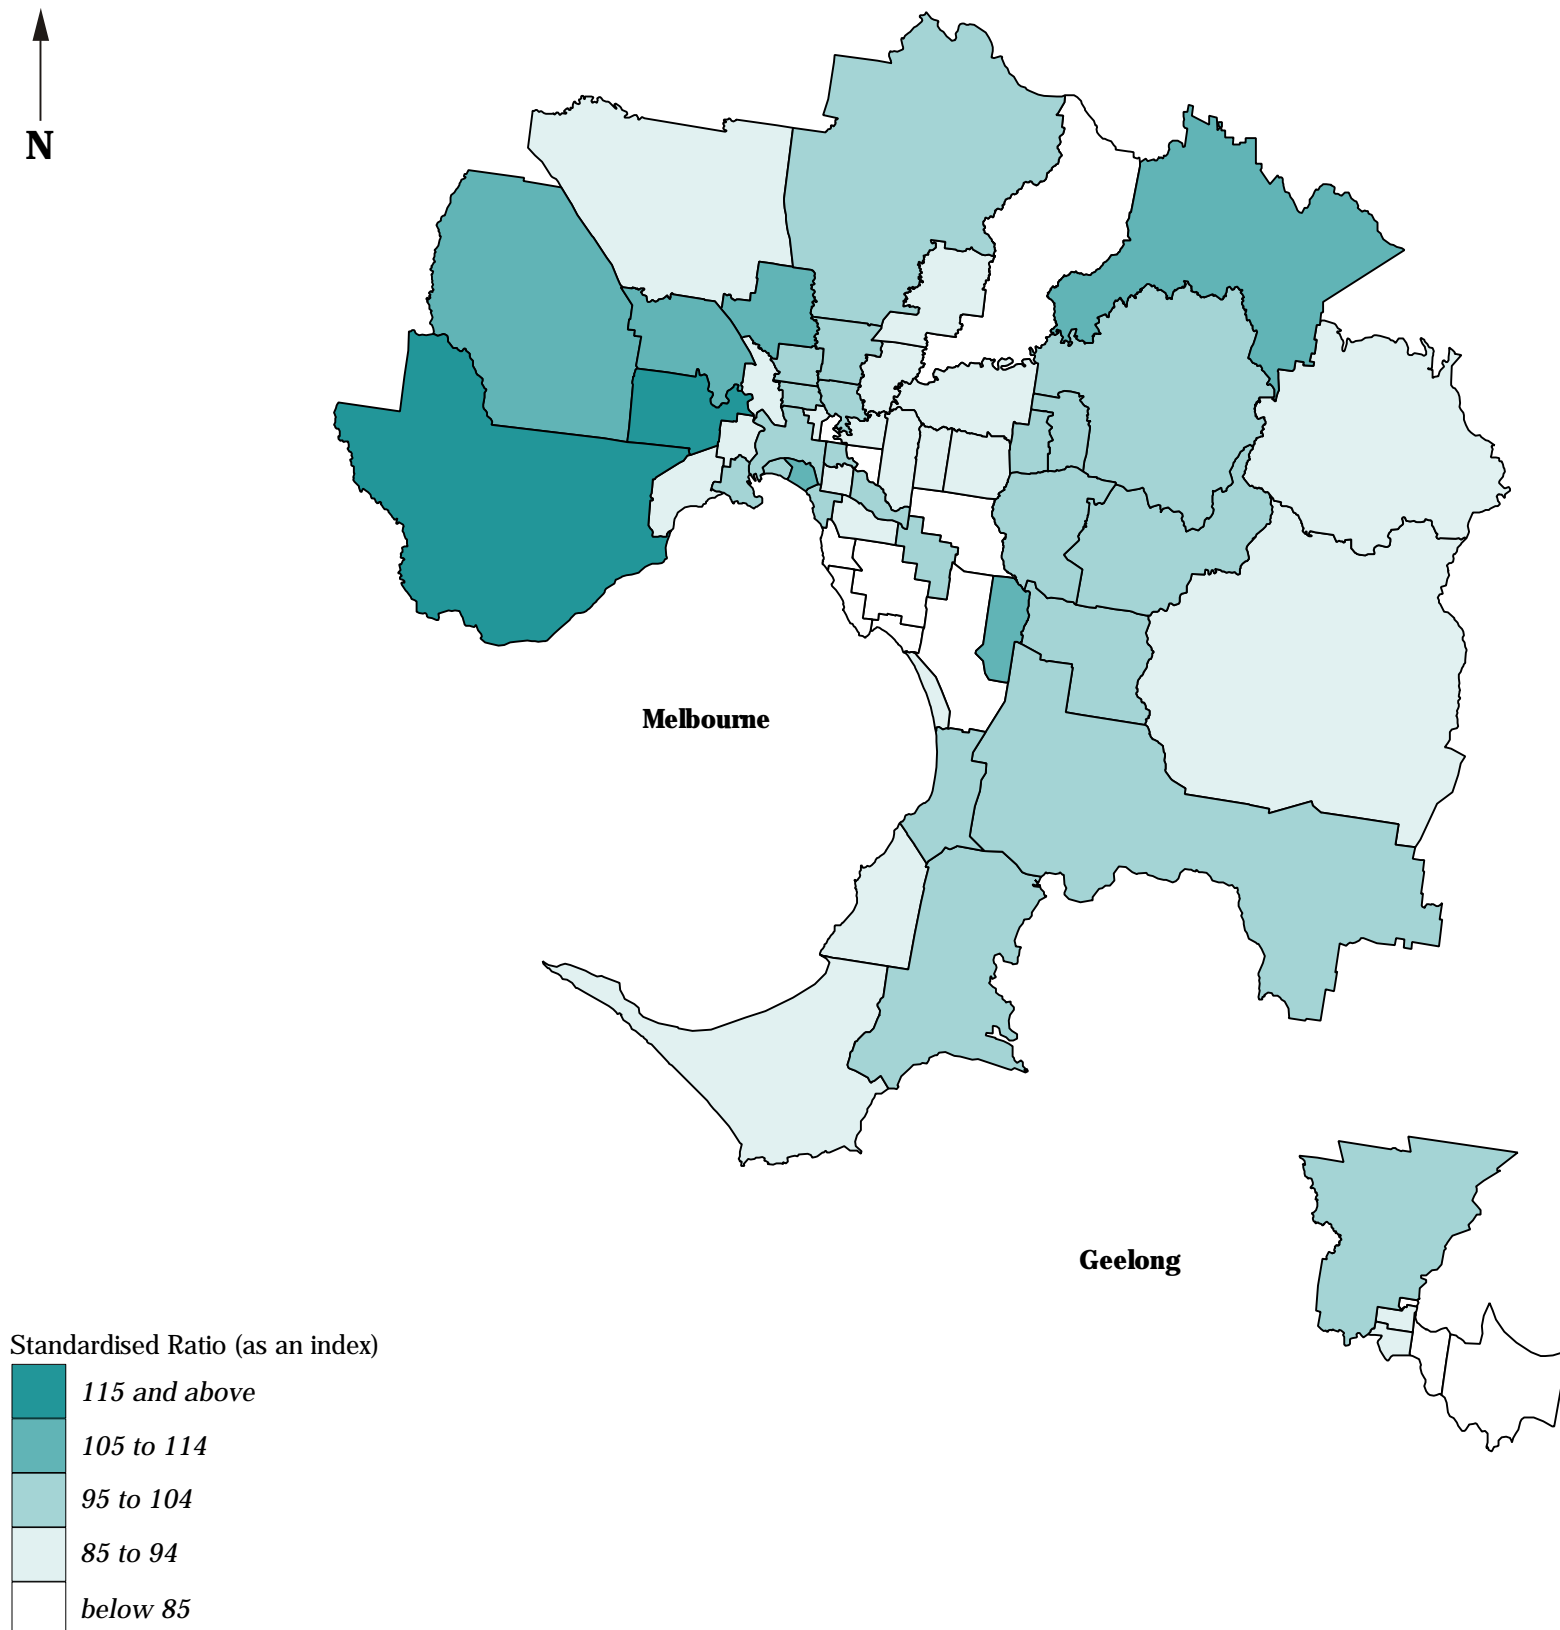 N
Melbourne
Geelong
Standardised Ratio (as an index)
115 and above
105 to 114
95 to 104
85 to 94
below 85